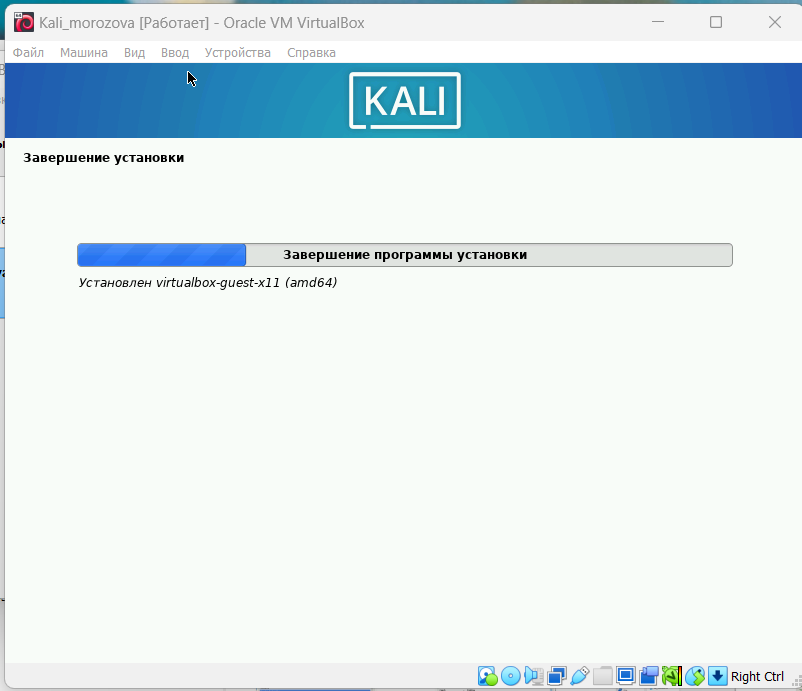 Kali_morozova [Работает] - Oracle VM VirtualBox
Файл Машина Вид Ввод Устройства Справка
KALI
Завершение установки
Завершение программы установки
Установлен virtualbox-guest-x11 (amd64)
Right Ctrl